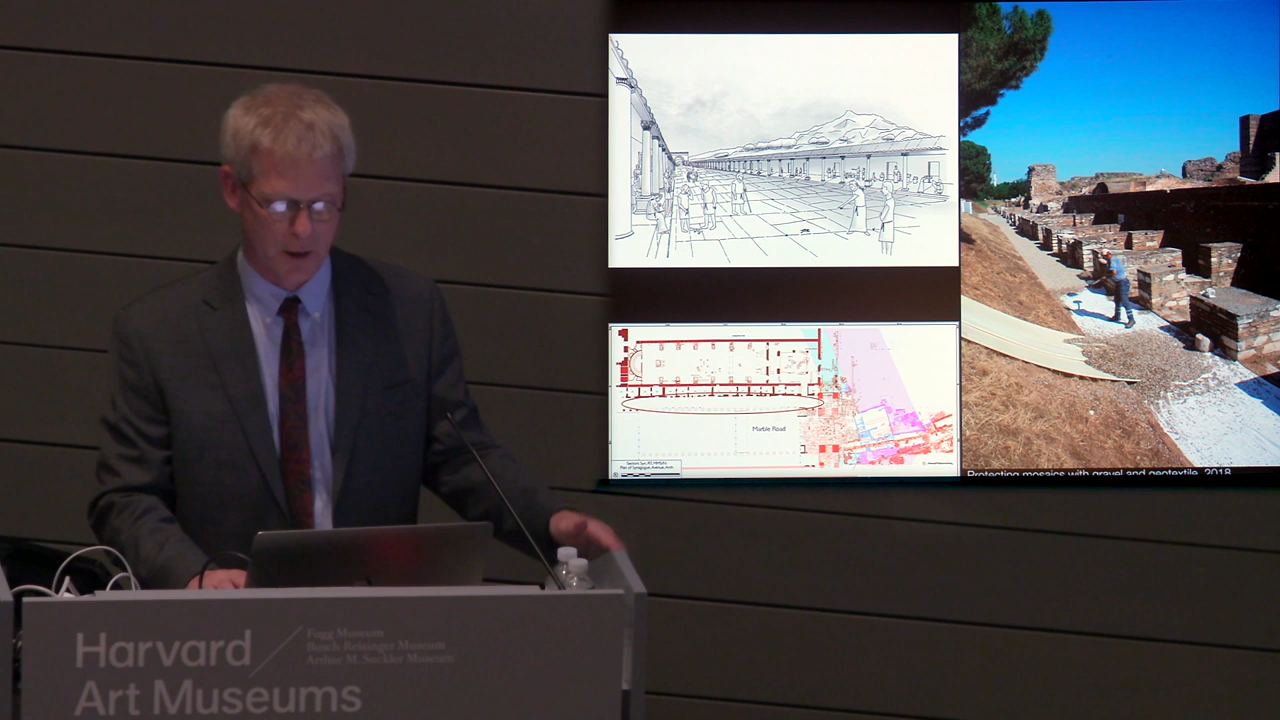 Marble Road
Protecting mosaics with gravel and geotextile, 2018
Harvard
Art Museums
Fogg Museum
Busch-Reisinger Museum
Arthur M. Sackler Museum